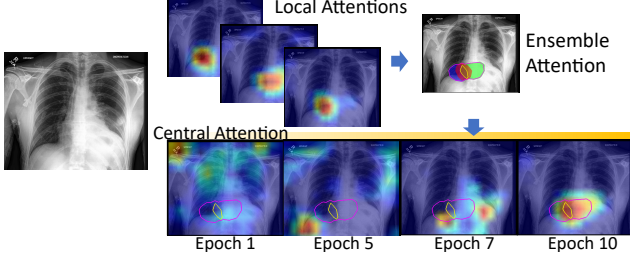 Local Attentions
Ensemble
Attention
Central Attention
Epoch 1
Epoch 5
Epoch 7
Epoch 10